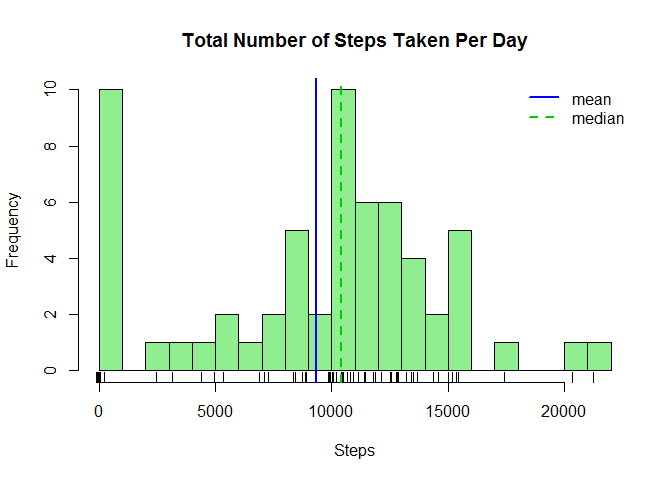 Total Number of Steps Taken Per Day
mean
median
Frequency
10
8
6
4
2
0
0 5000 10000 15000 20000
Steps